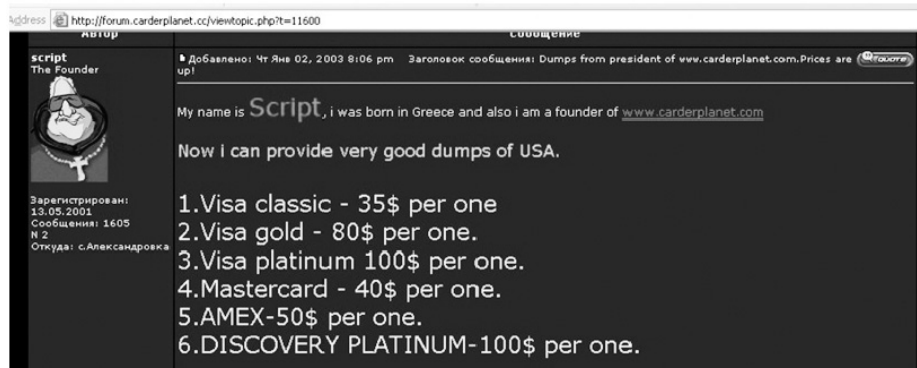 Address http://forum.carderplanet.cc/viewtopic.php?t=11600
Автор Сообщение
script
The Founder
Зарегистрирован:
13.05.2001
Сообщения: 1605
N 2
Откуда: с.Александровка
Добавлено: Чт Янв 02, 2003 8:06 pm Заголовок сообщения: Dumps from president of www.carderplanet.com.Prices are
up!
My name is Script, i was born in Greece and also i am a founder of www.carderplanet.com
Now i can provide very good dumps of USA.
1.Visa classic - 35$ per one
2.Visa gold - 80$ per one.
3.Visa platinum 100$ per one.
4.Mastercard - 40$ per one.
5.AMEX-50$ per one.
6.DISCOVERY PLATINUM-100$ per one.